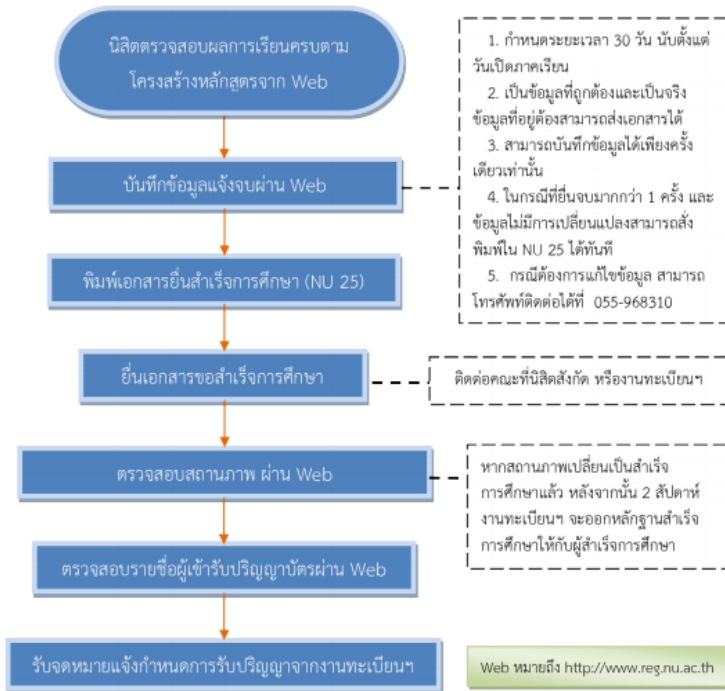 นิสิตตรวจสอบผลการเรียนครบตาม
โครงสร้างหลักสูตรจาก Web
บันทึกข้อมูลแจ้งจบผ่าน Web
1. กำหนดระยะเวลา 30 วัน นับตั้งแต่
วันเปิดภาคเรียน
2. เป็นข้อมูลที่ถูกต้องและเป็นจริง
ข้อมูลที่อยู่ต้องสามารถส่งเอกสารได้
3. สามารถบันทึกข้อมูลได้เพียงครั้ง
เดียวเท่านั้น
4. ในกรณีที่ยื่นจบมากกว่า 1 ครั้ง และ
ข้อมูลไม่มีการเปลี่ยนแปลงสามารถสั่ง
พิมพ์ใน NU 25 ได้ทันที
5. กรณีต้องการแก้ไขข้อมูล สามารถ
โทรศัพท์ติดต่อได้ที่ 055-968310
พิมพ์เอกสารยื่นสำเร็จการศึกษา (NU 25)
ยื่นเอกสารขอสำเร็จการศึกษา
ติดต่อคณะที่นิสิตสังกัด หรืองานทะเบียนฯ
ตรวจสอบสถานภาพ ผ่าน Web
หากสถานภาพเปลี่ยนเป็นสำเร็จ
การศึกษาแล้ว หลังจากนั้น 2 สัปดาห์
งานทะเบียนฯ จะออกหลักฐานสำเร็จ
การศึกษาให้กับผู้สำเร็จการศึกษา
ตรวจสอบรายชื่อผู้เข้ารับปริญญาบัตรผ่าน Web
รับจดหมายแจ้งกำหนดการรับปริญญาจากงานทะเบียนฯ
Web หมายถึง http://www.reg.nu.ac.th